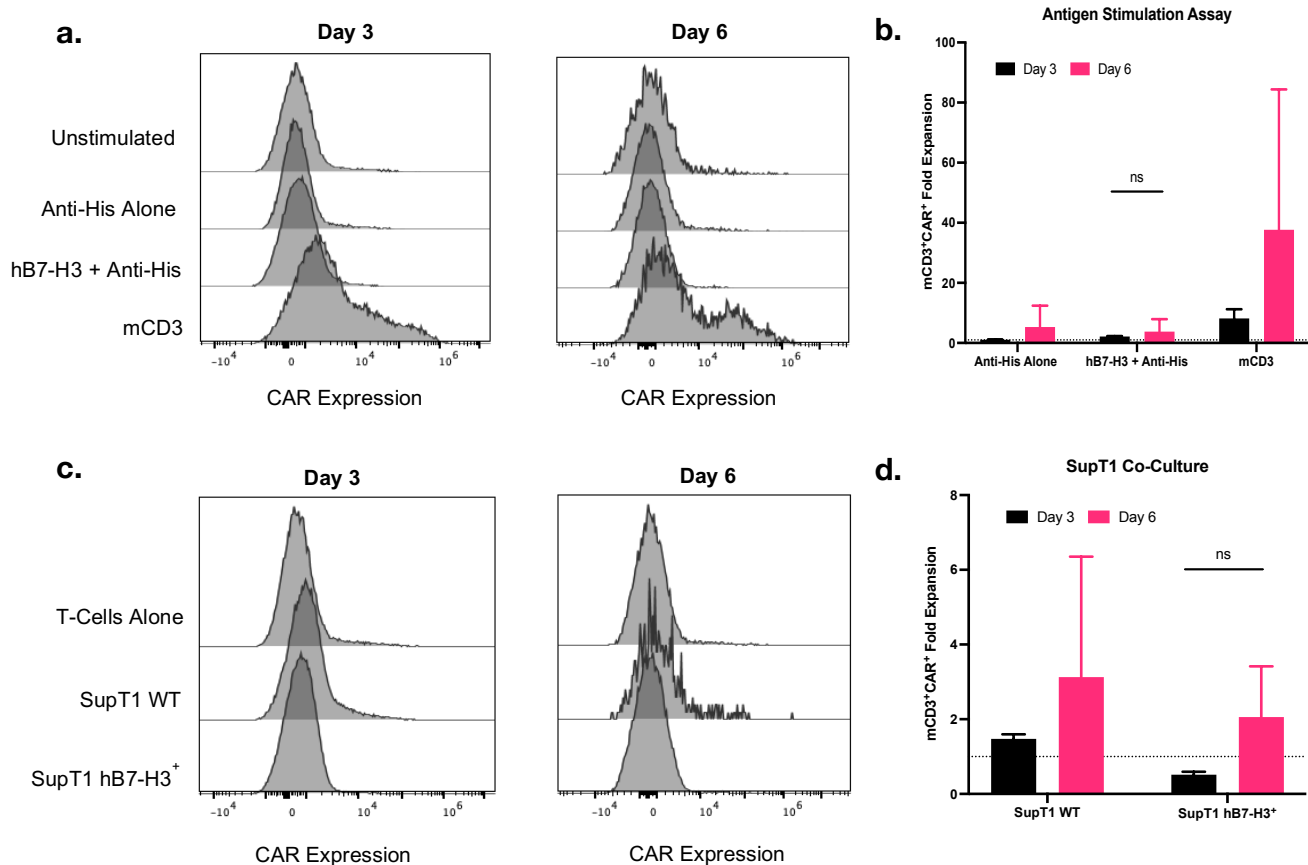 a.
Day 3
Day 6
Unstimulated
Anti-His Alone
hB7-H3 + Anti-His
mCD3
-10⁴ 0 10⁴ 10⁶
-10⁴ 0 10⁴ 10⁶
CAR Expression
CAR Expression
b.
Antigen Stimulation Assay
Day 3 Day 6
mCD3⁺CAR⁺ Fold Expansion
100
80
60
40
20
0
ns
Anti-His Alone hB7-H3 + Anti-His mCD3
c.
Day 3
Day 6
T-Cells Alone
SupT1 WT
SupT1 hB7-H3⁺
-10⁴ 0 10⁴ 10⁶
-10⁴ 0 10⁴ 10⁶
CAR Expression
CAR Expression
d.
SupT1 Co-Culture
Day 3 Day 6
mCD3⁺CAR⁺ Fold Expansion
8
6
4
2
0
ns
SupT1 WT SupT1 hB7-H3⁺